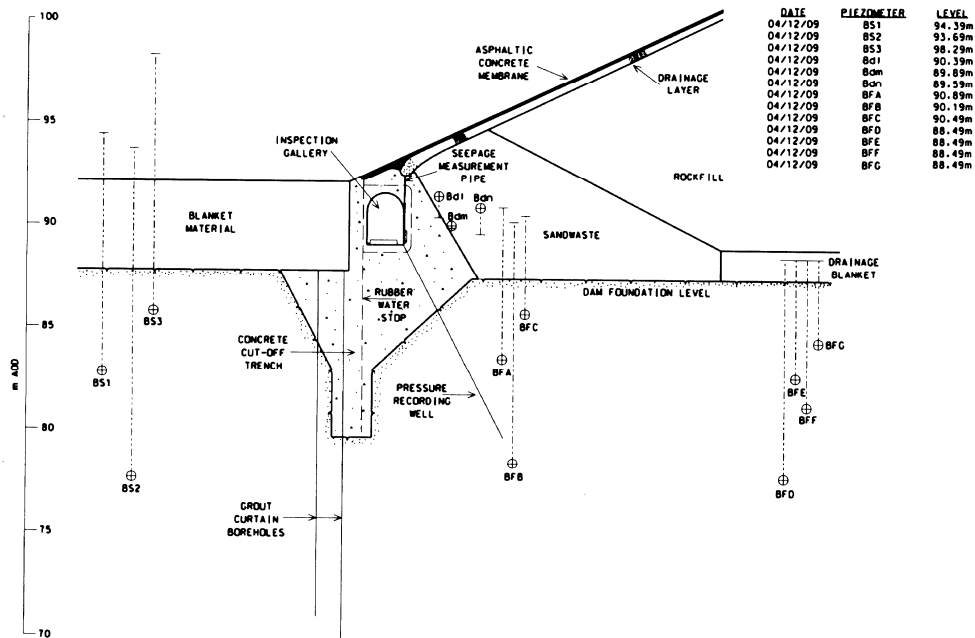 DATE PIEZOMETER LEVEL
04/12/09 BS1 94.39m
04/12/09 BS2 93.69m
04/12/09 BS3 98.29m
04/12/09 Bdl 90.39m
04/12/09 Bdm 89.89m
04/12/09 Bdn 89.59m
04/12/09 BFA 90.89m
04/12/09 BFB 90.19m
04/12/09 BFC 90.49m
04/12/09 BFD 88.49m
04/12/09 BFE 88.49m
04/12/09 BFF 88.49m
04/12/09 BFG 88.49m
100
95
90
85
80
75
70
m AOD
ASPHALTIC
CONCRETE
MEMBRANE
DRAINAGE
LAYER
INSPECTION
GALLERY
SEEPAGE
MEASUREMENT
PIPE
ROCKFILL
BLANKET
MATERIAL
Bdl
Bdn
Bdm
SANDWASTE
DRAINAGE
BLANKET
DAM FOUNDATION LEVEL
RUBBER
WATER
STOP
BS3
BFC
CONCRETE
CUT-OFF
TRENCH
BS1
BFA
BFG
PRESSURE
RECORDING
WELL
BFE
BFF
BS2
BFB
BFD
GROUT
CURTAIN
BOREHOLES